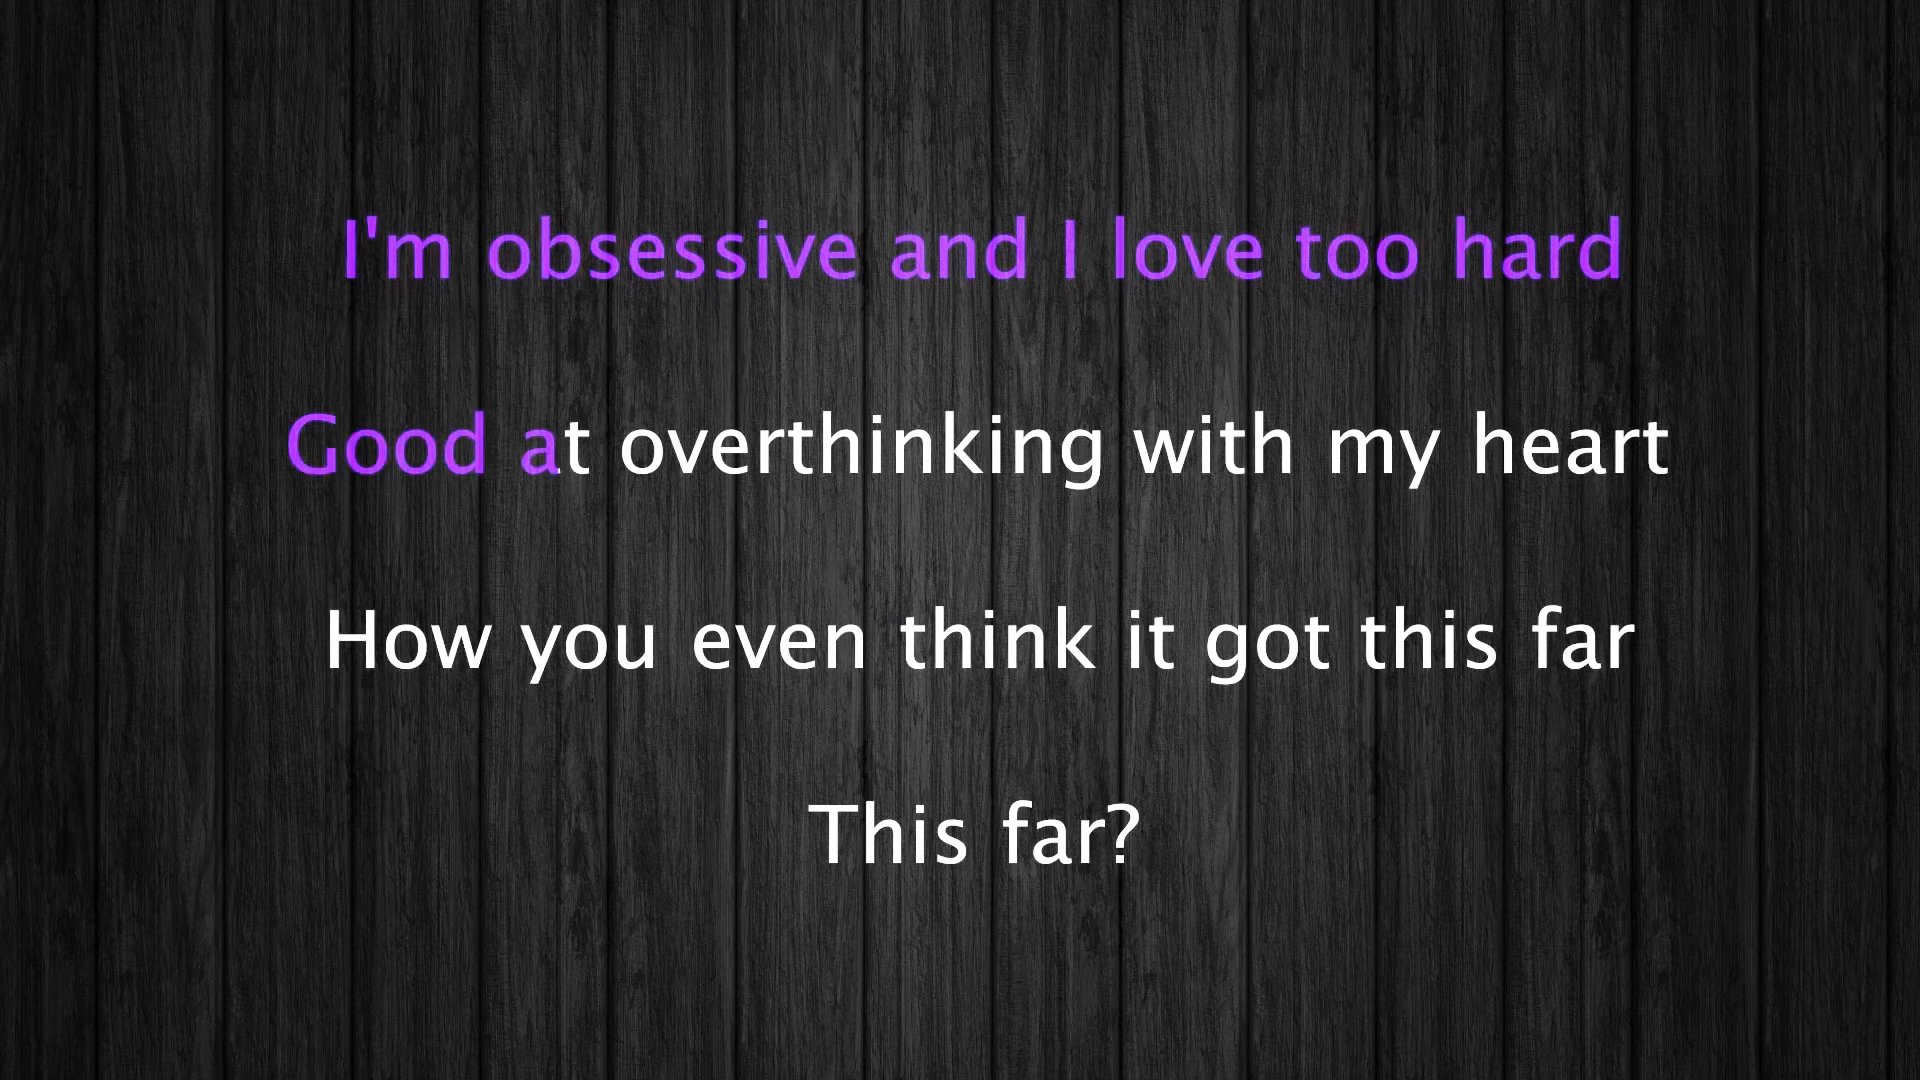 I'm obsessive and I love too hard
Good at overthinking with my heart
How you even think it got this far
This far?